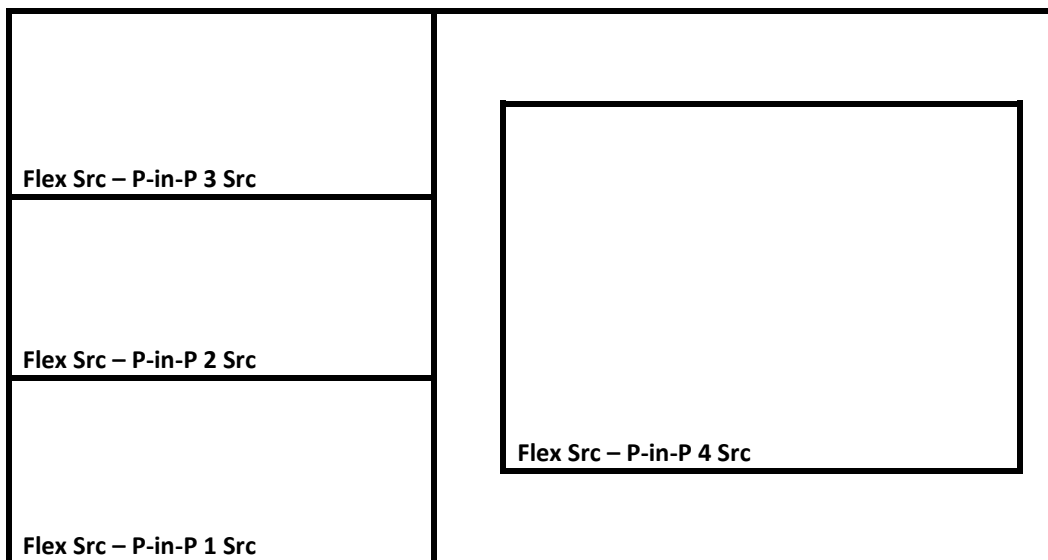 Flex Src – P-in-P 3 Src
Flex Src – P-in-P 2 Src
Flex Src – P-in-P 1 Src
Flex Src – P-in-P 4 Src